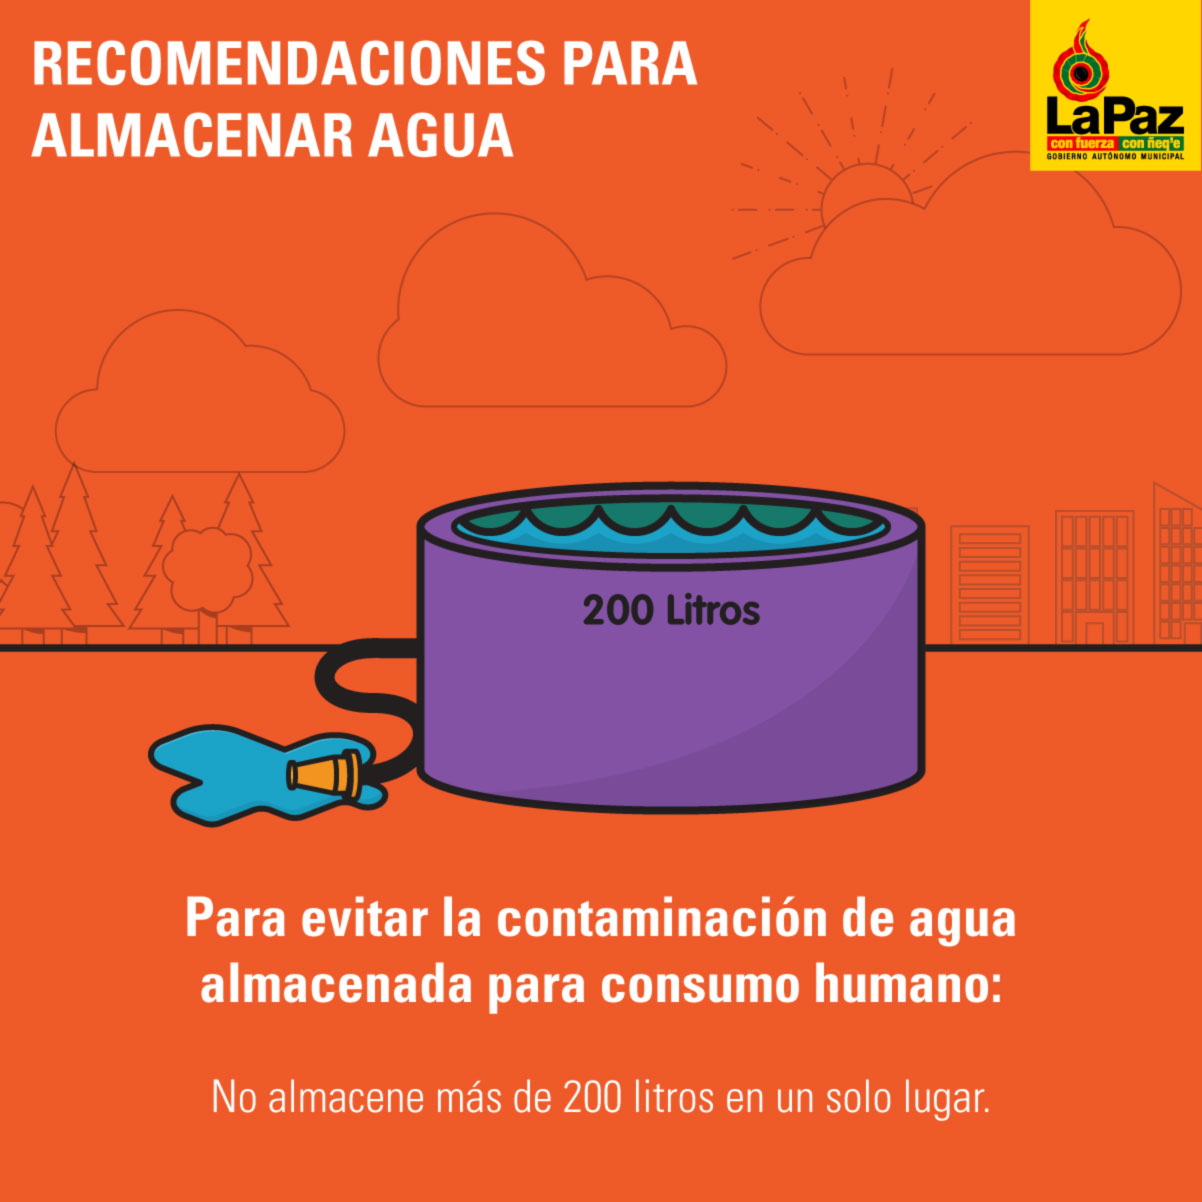 RECOMENDACIONES PARA
ALMACENAR AGUA
LaPaz
con fuerza con ñeq'e
GOBIERNO AUTÓNOMO MUNICIPAL
200 Litros
Para evitar la contaminación de agua
almacenada para consumo humano:
No almacene más de 200 litros en un solo lugar.